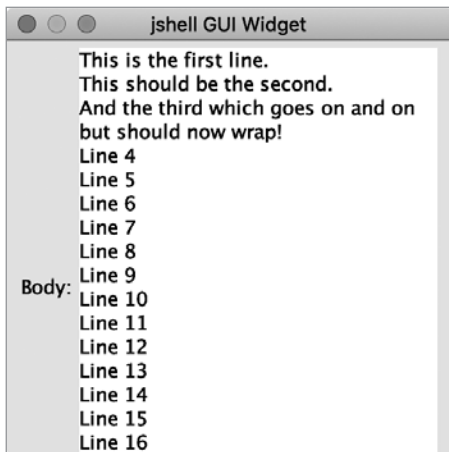 jshell GUI Widget
This is the first line.
This should be the second.
And the third which goes on and on
but should now wrap!
Line 4
Line 5
Line 6
Line 7
Line 8
Line 9
Body:
Line 10
Line 11
Line 12
Line 13
Line 14
Line 15
Line 16